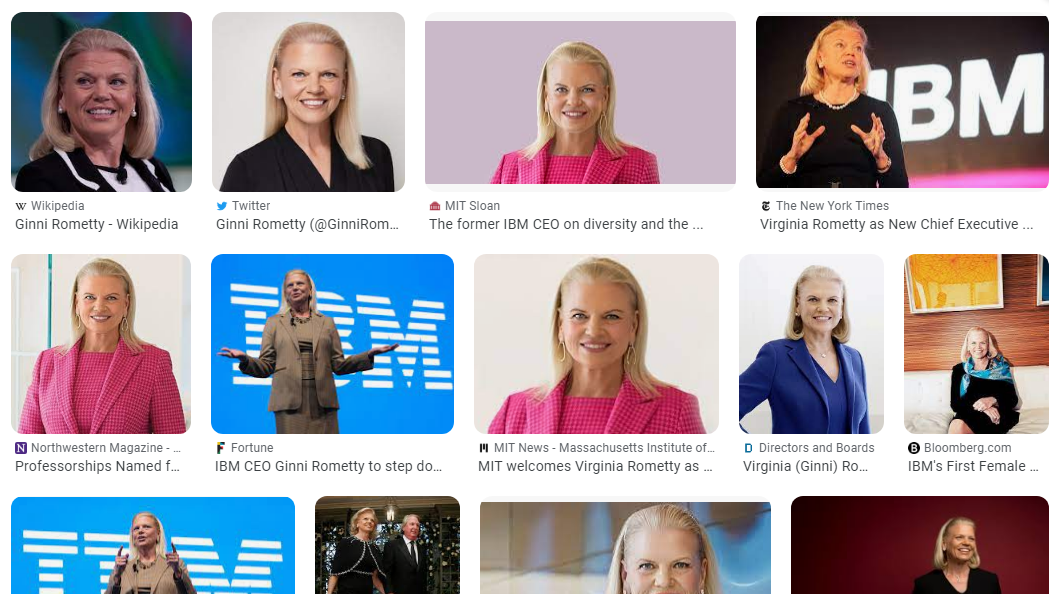 IBM
Wikipedia
Ginni Rometty - Wikipedia
Twitter
Ginni Rometty (@GinniRom...
MIT Sloan
The former IBM CEO on diversity and the ...
The New York Times
Virginia Rometty as New Chief Executive ...
IBM
Northwestern Magazine - ...
Professorships Named f...
Fortune
IBM CEO Ginni Rometty to step do...
MIT News - Massachusetts Institute of...
MIT welcomes Virginia Rometty as ...
Directors and Boards
Virginia (Ginni) Ro...
Bloomberg.com
IBM's First Female ...
IBM